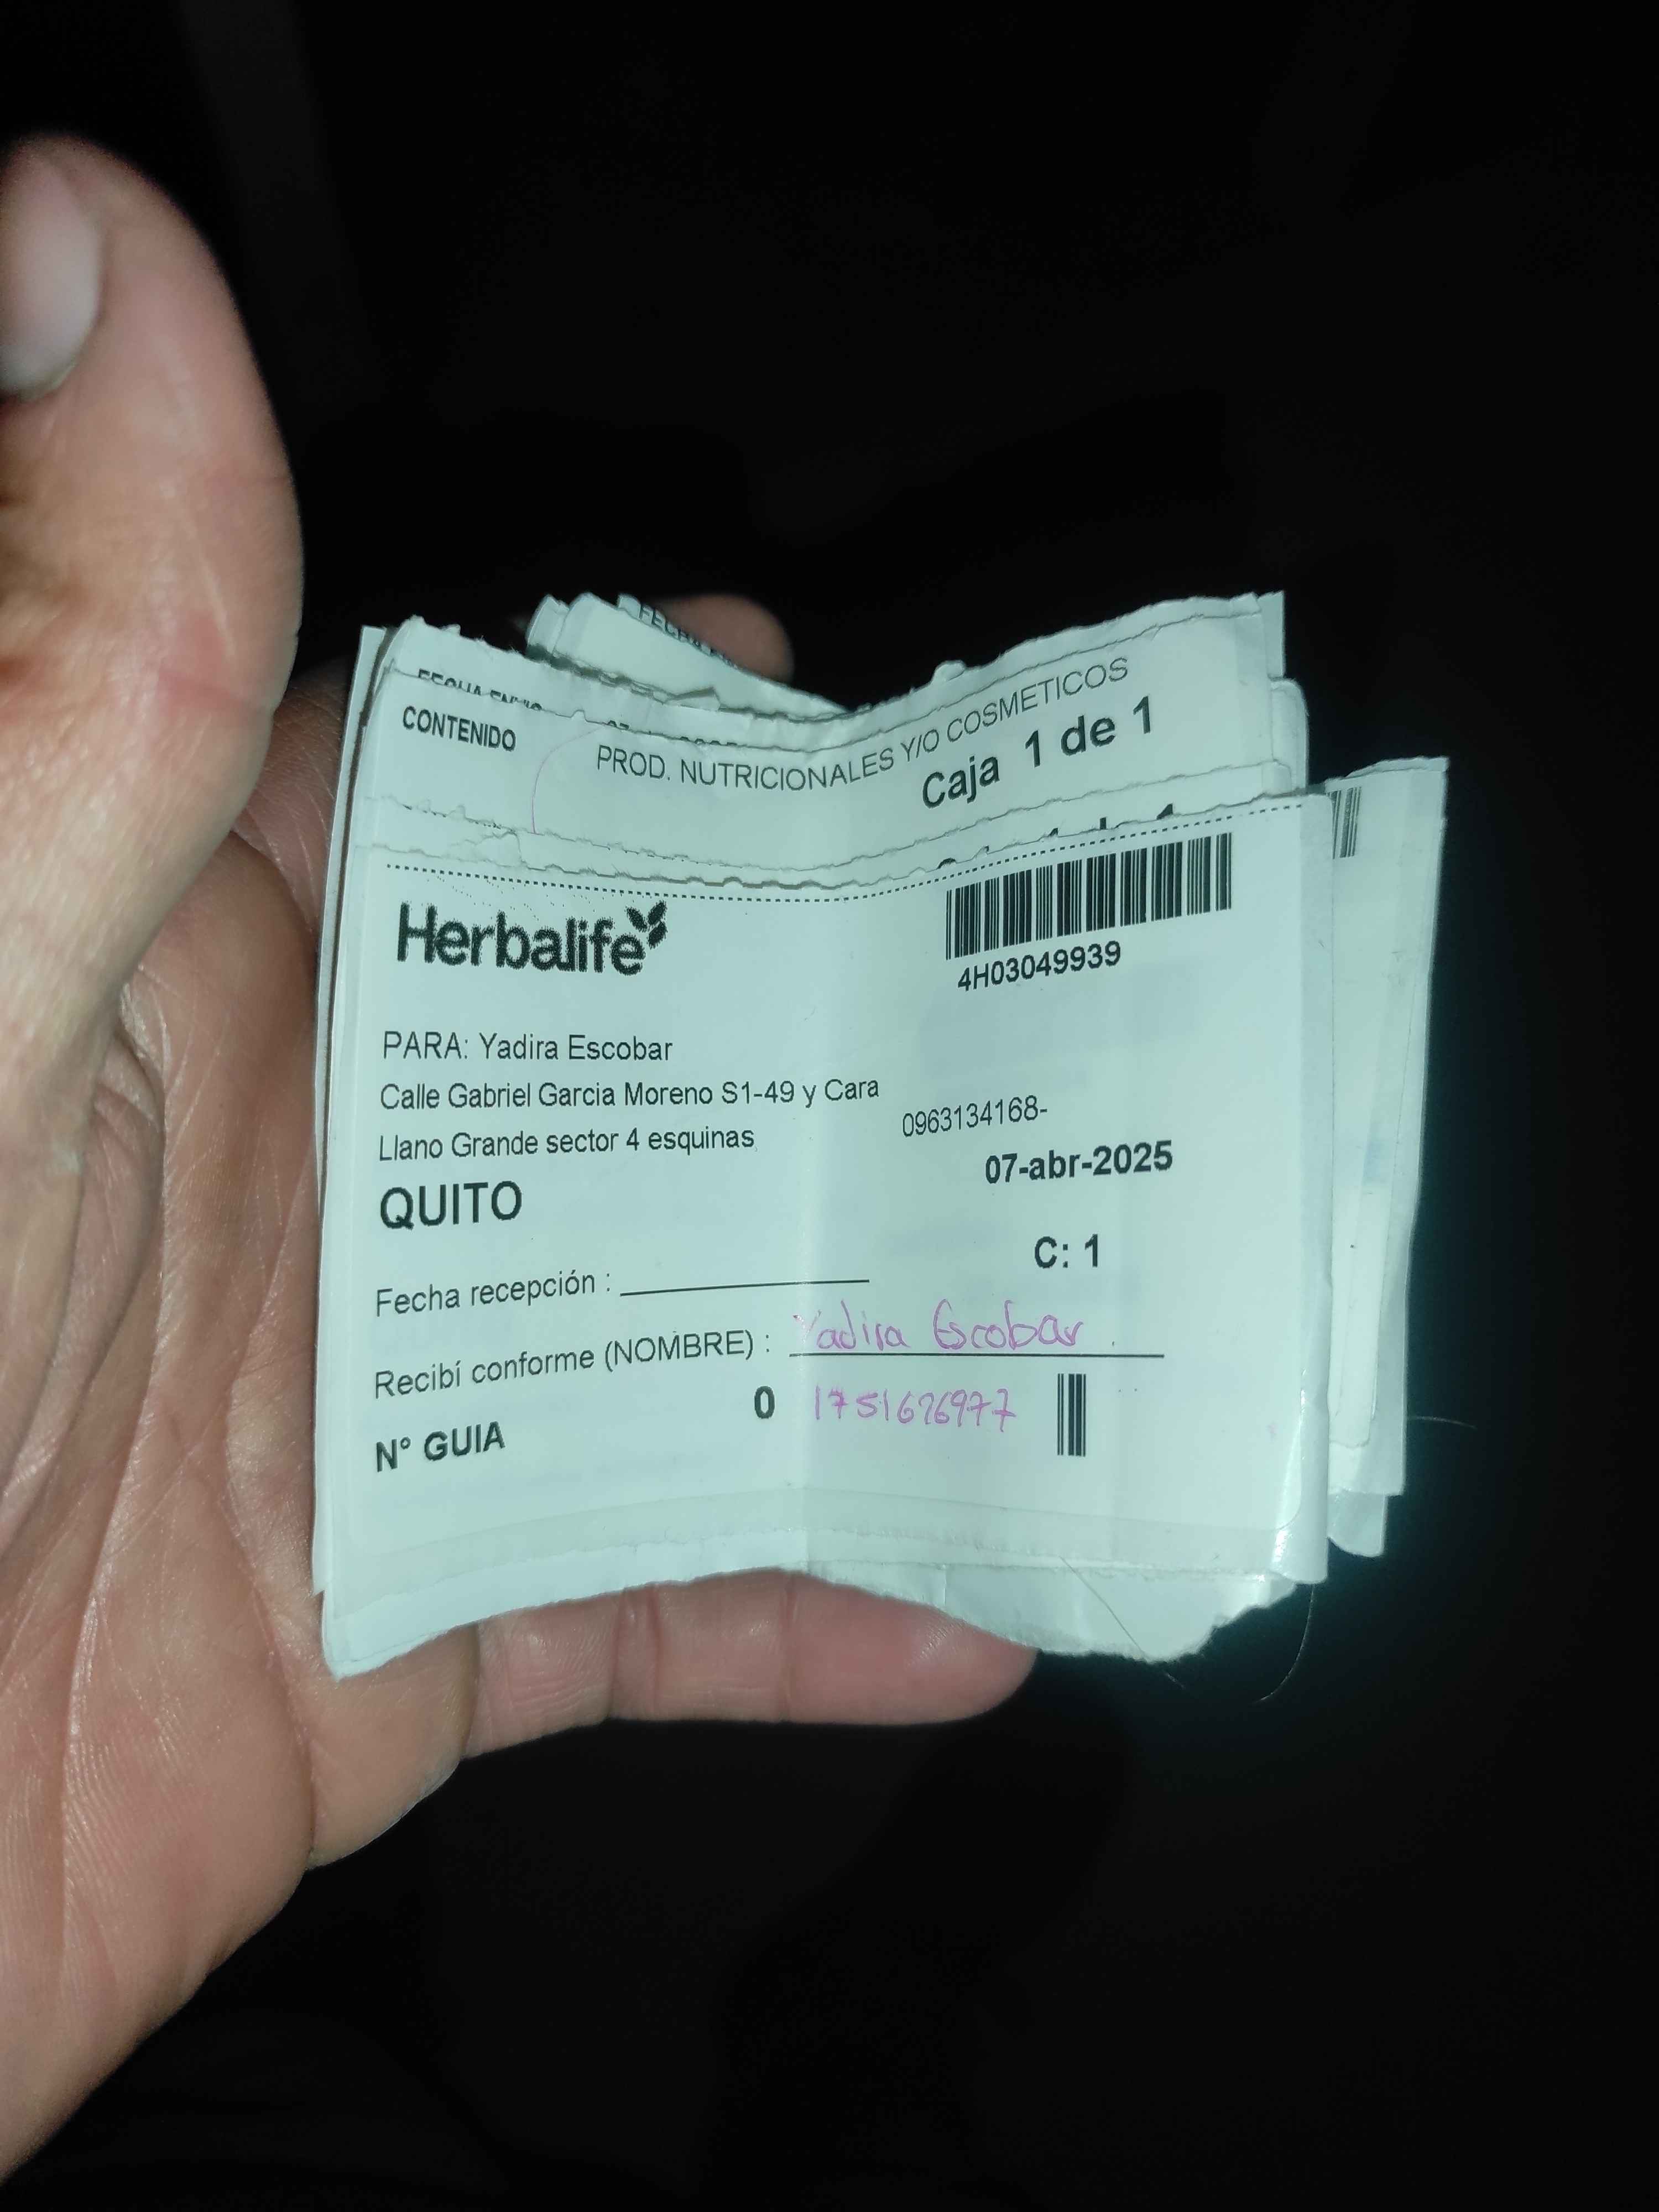 CONTENIDO
PROD. NUTRICIONALES Y/O COSMETICOS
Caja 1 de 1
Herbalife
4H03049939
PARA: Yadira Escobar
Calle Gabriel Garcia Moreno S1-49 y Cara
0963134168-
Llano Grande sector 4 esquinas
07-abr-2025
QUITO
C: 1
Fecha recepción :
Recibí conforme (NOMBRE) : Yadira Escobar
N° GUIA 0 1751676977